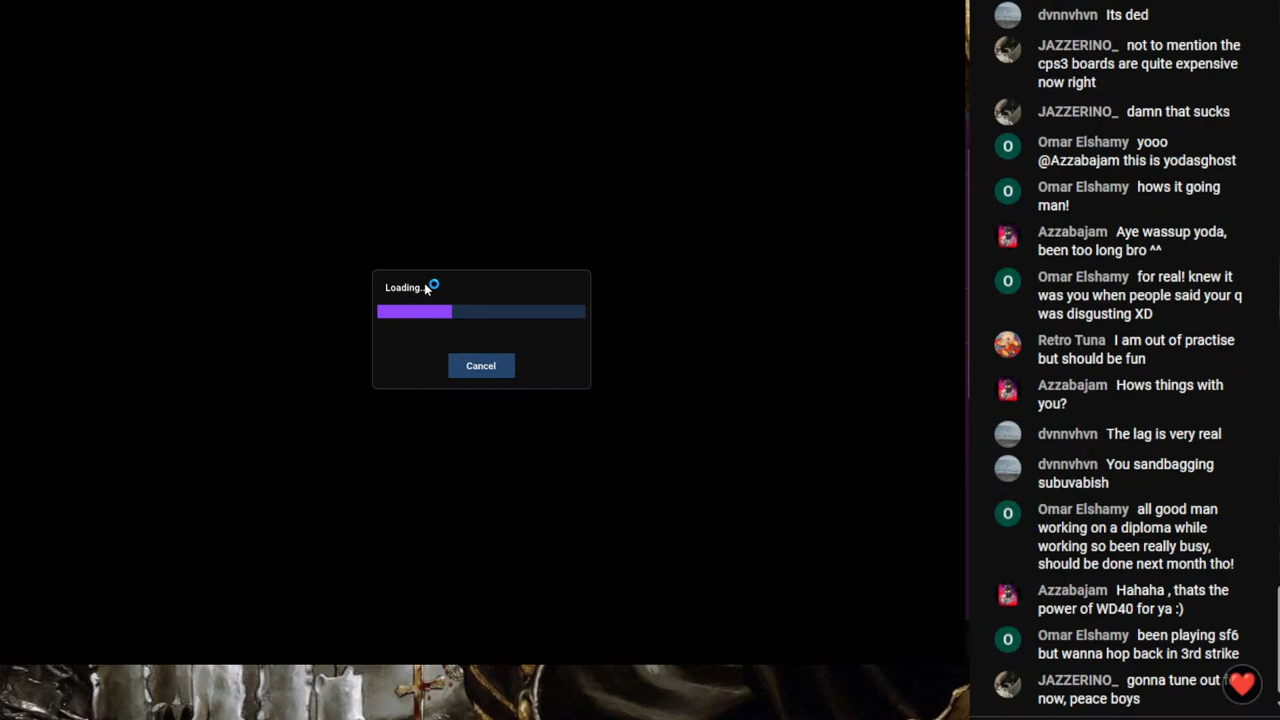 dvnnvhvn Its ded
JAZZERINO_ not to mention the
cps3 boards are quite expensive
now right
JAZZERINO_ damn that sucks
O
Omar Elshamy yooo
@Azzabajam this is yodasghost
O
Omar Elshamy hows it going
man!
Azzabajam Aye wassup yoda,
been too long bro ^^
O
Omar Elshamy for real! knew it
was you when people said your q
was disgusting XD
Retro Tuna I am out of practise
but should be fun
Azzabajam Hows things with
you?
dvnnvhvn The lag is very real
dvnnvhvn You sandbagging
subuvabish
O
Omar Elshamy all good man
working on a diploma while
working so been really busy,
should be done next month tho!
Azzabajam Hahaha , thats the
power of WD40 for ya :)
O
Omar Elshamy been playing sf6
but wanna hop back in 3rd strike
JAZZERINO_ gonna tune out
now, peace boys
Loading..
Cancel